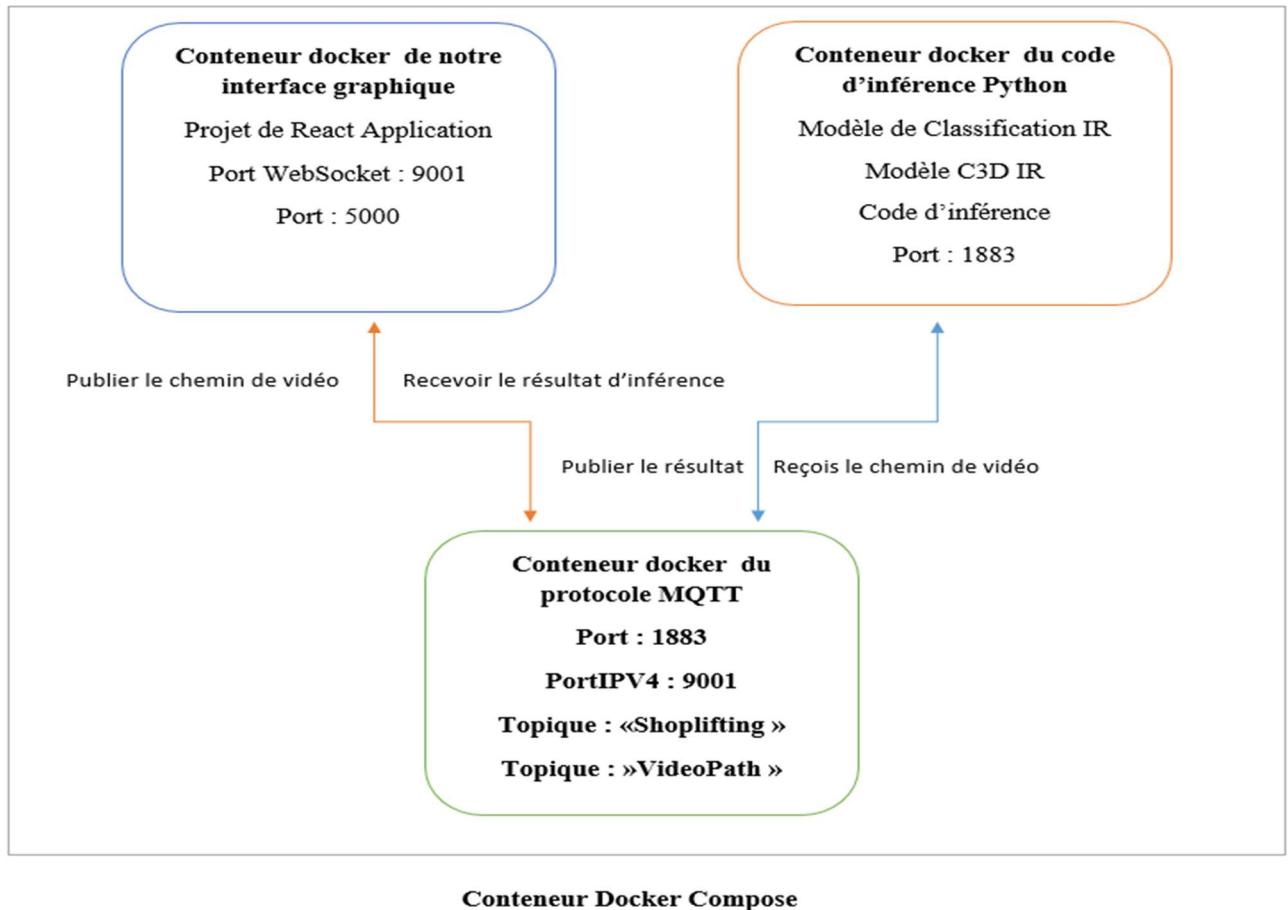 Conteneur docker de notre
interface graphique
Projet de React Application
Port WebSocket : 9001
Port : 5000
Conteneur docker du code
d'inférence Python
Modèle de Classification IR
Modèle C3D IR
Code d'inférence
Port : 1883
Publier le chemin de vidéo
Recevoir le résultat d'inférence
Publier le résultat
Reçois le chemin de vidéo
Conteneur docker du
protocole MQTT
Port : 1883
PortIPV4 : 9001
Topique : «Shoplifting »
Topique : »VideoPath »
Conteneur Docker Compose